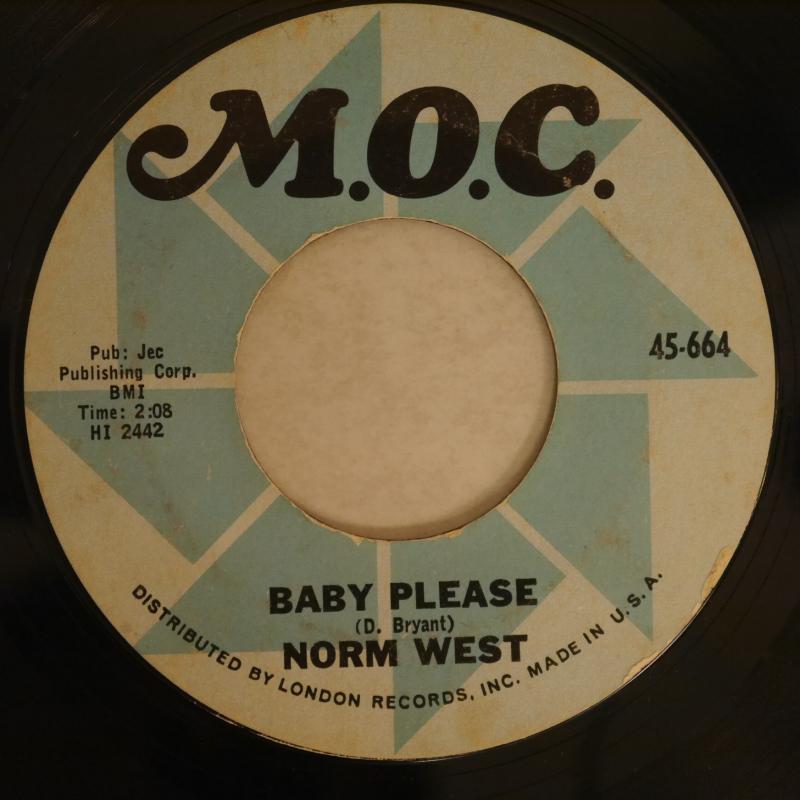 M.O.C.
Pub: Jec
Publishing Corp.
BMI
Time: 2:08
HI 2442
45-664
BABY PLEASE
(D. Bryant)
NORM WEST
DISTRIBUTED BY LONDON RECORDS, INC. MADE IN U.S.A.